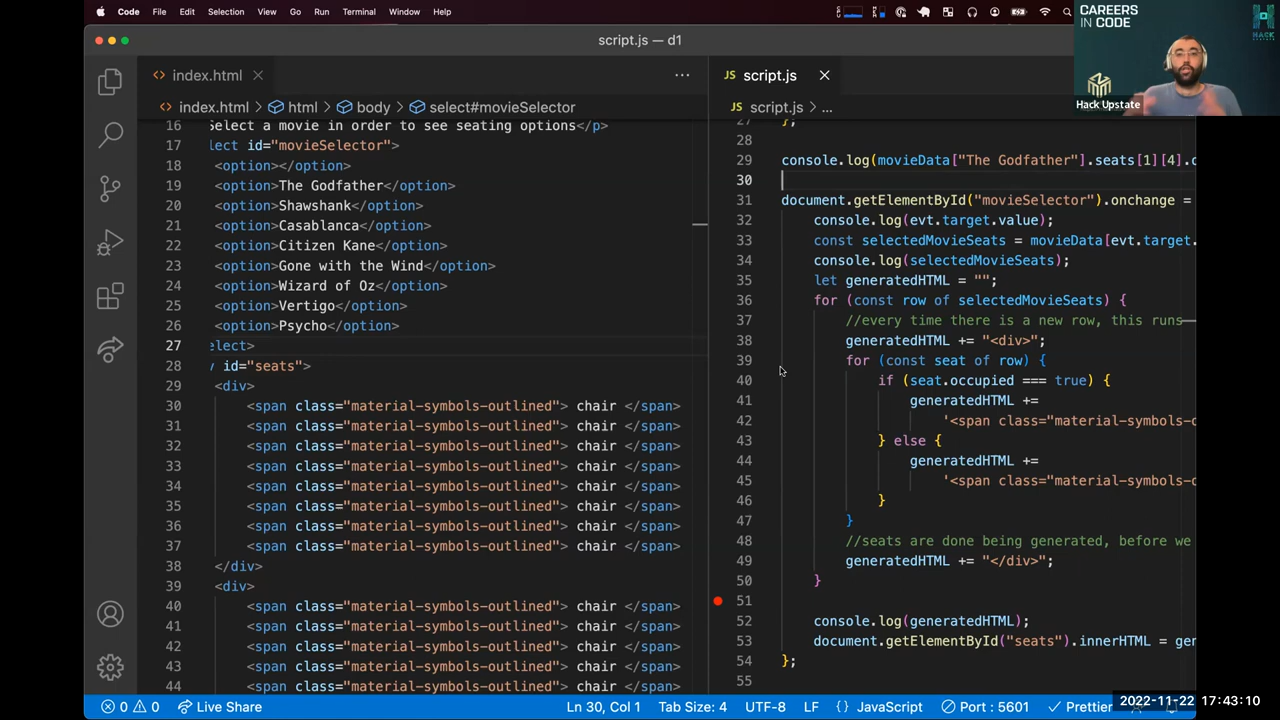 Code File Edit Selection View Go Run Terminal Window Help
CAREERS
IN CODE
HACK
UPSTATE
Hack Upstate
script.js — d1
index.html
JS script.js
index.html > html > body > select#movieSelector
JS script.js > ...
16 Select a movie in order to see seating options</p>
17 lect id="movieSelector">
18 <option></option>
19 <option>The Godfather</option>
20 <option>Shawshank</option>
21 <option>Casablanca</option>
22 <option>Citizen Kane</option>
23 <option>Gone with the Wind</option>
24 <option>Wizard of Oz</option>
25 <option>Vertigo</option>
26 <option>Psycho</option>
27 elect>
28 id="seats">
29 <div>
30 <span class="material-symbols-outlined"> chair </span>
31 <span class="material-symbols-outlined"> chair </span>
32 <span class="material-symbols-outlined"> chair </span>
33 <span class="material-symbols-outlined"> chair </span>
34 <span class="material-symbols-outlined"> chair </span>
35 <span class="material-symbols-outlined"> chair </span>
36 <span class="material-symbols-outlined"> chair </span>
37 <span class="material-symbols-outlined"> chair </span>
38 </div>
39 <div>
40 <span class="material-symbols-outlined"> chair </span>
41 <span class="material-symbols-outlined"> chair </span>
42 <span class="material-symbols-outlined"> chair </span>
43 <span class="material-symbols-outlined"> chair </span>
44 <span class="material-symbols-outlined"> chair </span>
27 };
28
29 console.log(movieData["The Godfather"].seats[1][4].
30
31 document.getElementById("movieSelector").onchange =
32 console.log(evt.target.value);
33 const selectedMovieSeats = movieData[evt.target.
34 console.log(selectedMovieSeats);
35 let generatedHTML = "";
36 for (const row of selectedMovieSeats) {
37 //every time there is a new row, this runs
38 generatedHTML += "<div>";
39 for (const seat of row) {
40 if (seat.occupied === true) {
41 generatedHTML +=
42 '<span class="material-symbols-
43 } else {
44 generatedHTML +=
45 '<span class="material-symbols-
46 }
47 }
48 //seats are done being generated, before we
49 generatedHTML += "</div>";
50 }
51
52 console.log(generatedHTML);
53 document.getElementById("seats").innerHTML = ge
54 };
55
0 0 Live Share Ln 30, Col 1 Tab Size: 4 UTF-8 LF {} JavaScript Port : 5601 Prettier
2022-11-22 17:43:10